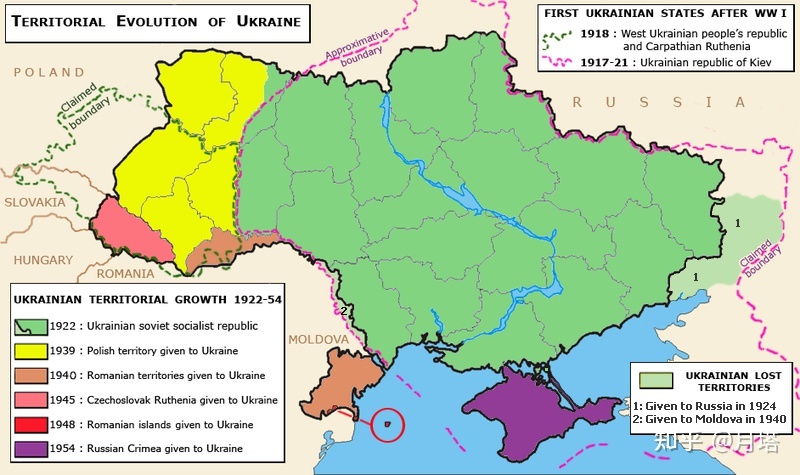 TERRITORIAL EVOLUTION OF UKRAINE
FIRST UKRAINIAN STATES AFTER WW I
1918 : West Ukrainian people's republic
and Carpathian Ruthenia
1917-21 : Ukrainian republic of Kiev
Approximative
boundary
POLAND
Claimed
boundary
RUSSIA
SLOVAKIA
HUNGARY
ROMANIA
1
1
Claimed
boundary
2
MOLDOVA
UKRAINIAN TERRITORIAL GROWTH 1922-54
1922 : Ukrainian soviet socialist republic
1939 : Polish territory given to Ukraine
1940 : Romanian territories given to Ukraine
1945 : Czechoslovak Ruthenia given to Ukraine
1948 : Romanian islands given to Ukraine
1954 : Russian Crimea given to Ukraine
UKRAINIAN LOST
TERRITORIES
1: Given to Russia in 1924
2: Given to Moldova in 1940
知乎 @月塔